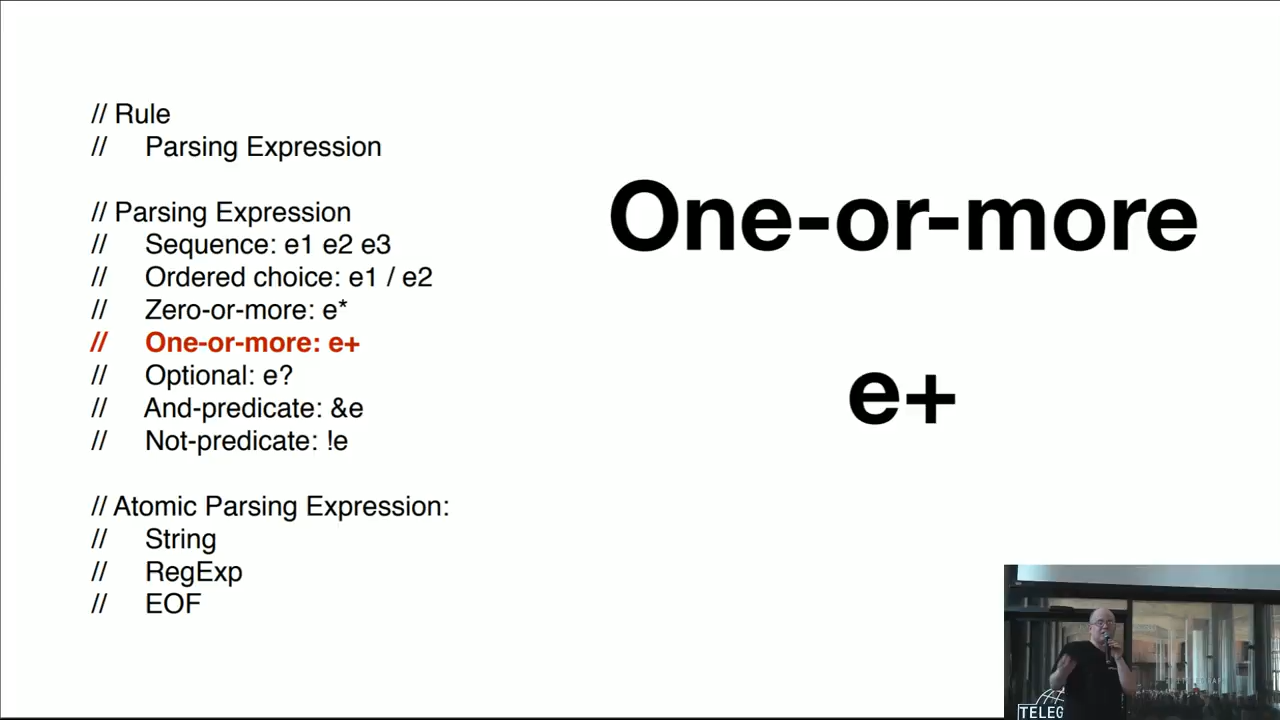 // Rule
// Parsing Expression
// Parsing Expression
// Sequence: e1 e2 e3
// Ordered choice: e1 / e2
// Zero-or-more: e*
// One-or-more: e+
// Optional: e?
// And-predicate: &e
// Not-predicate: !e
// Atomic Parsing Expression:
// String
// RegExp
// EOF
One-or-more
e+
TELEG